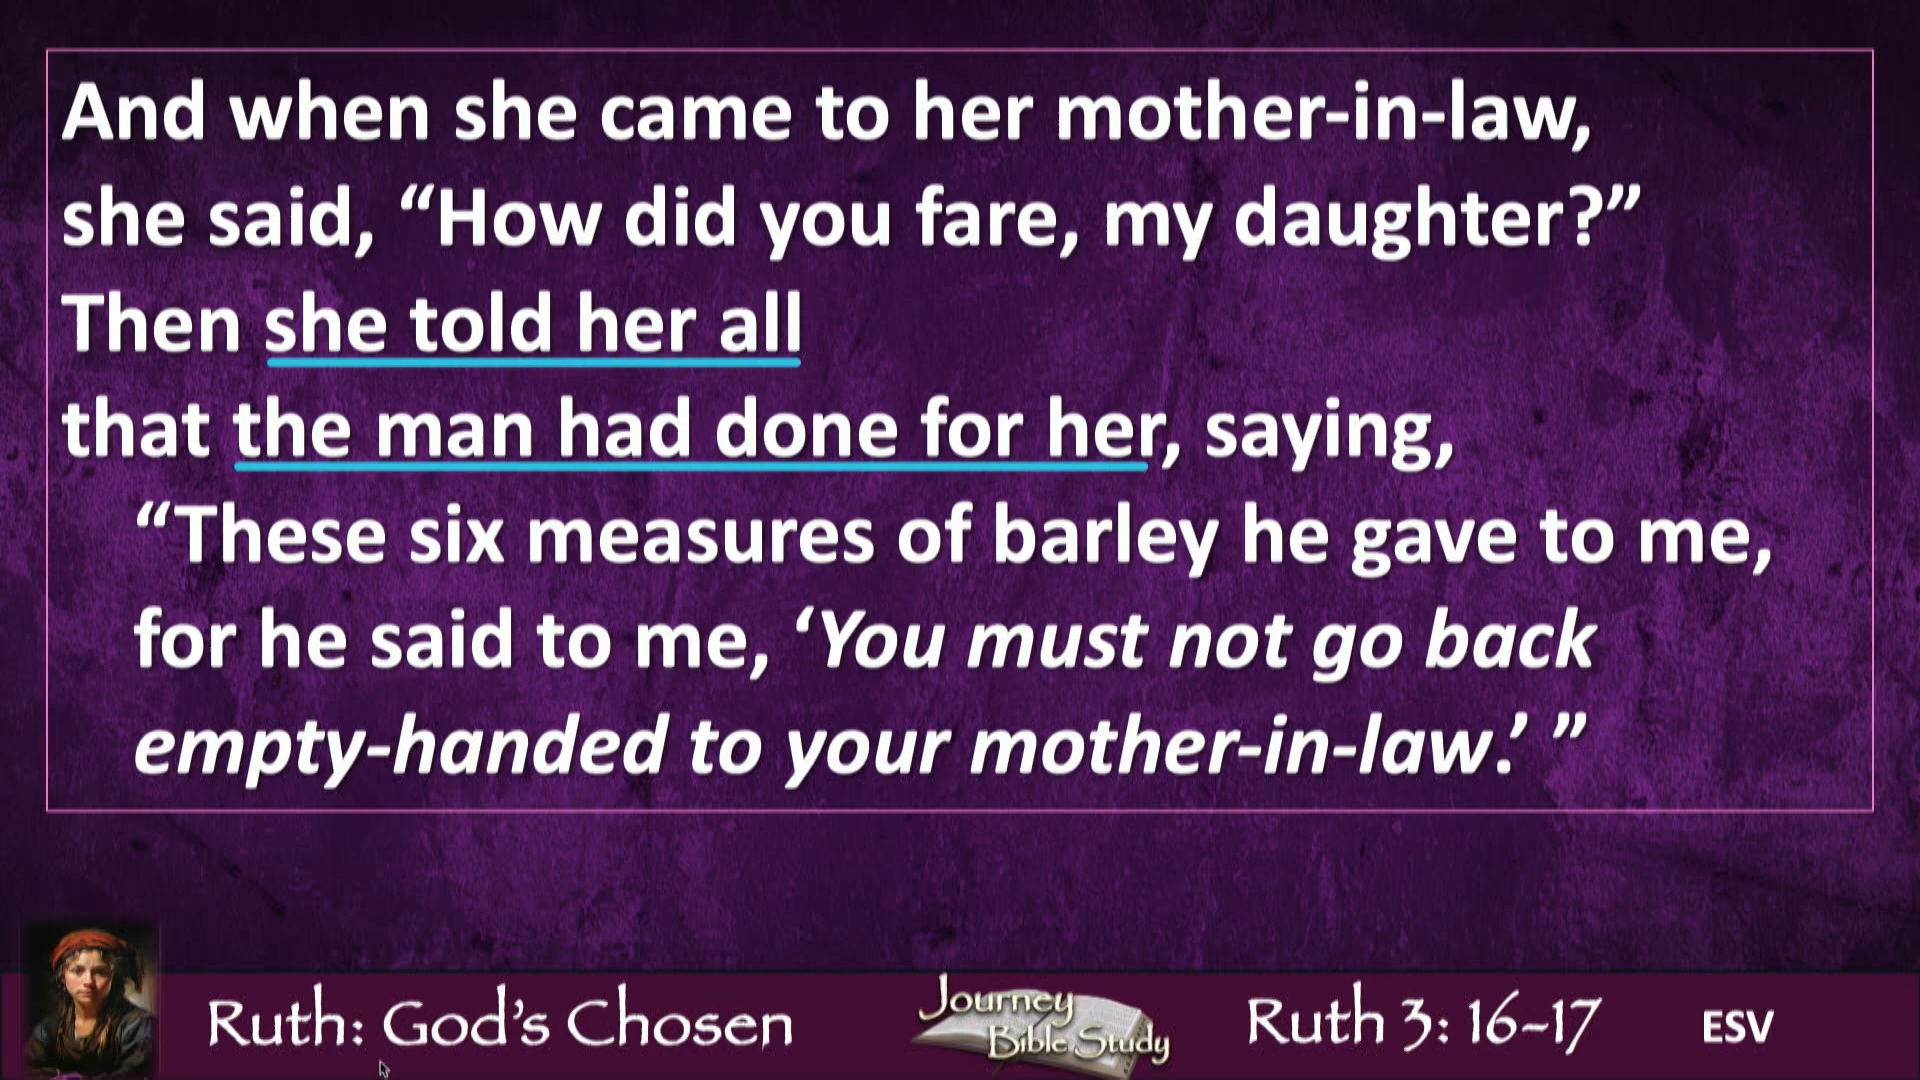 And when she came to her mother-in-law,
she said, “How did you fare, my daughter?”
Then she told her all
that the man had done for her, saying,
“These six measures of barley he gave to me,
for he said to me, ‘You must not go back
empty-handed to your mother-in-law.’ ”
Ruth: God’s Chosen
Journey
Bible Study
Ruth 3: 16-17
ESV